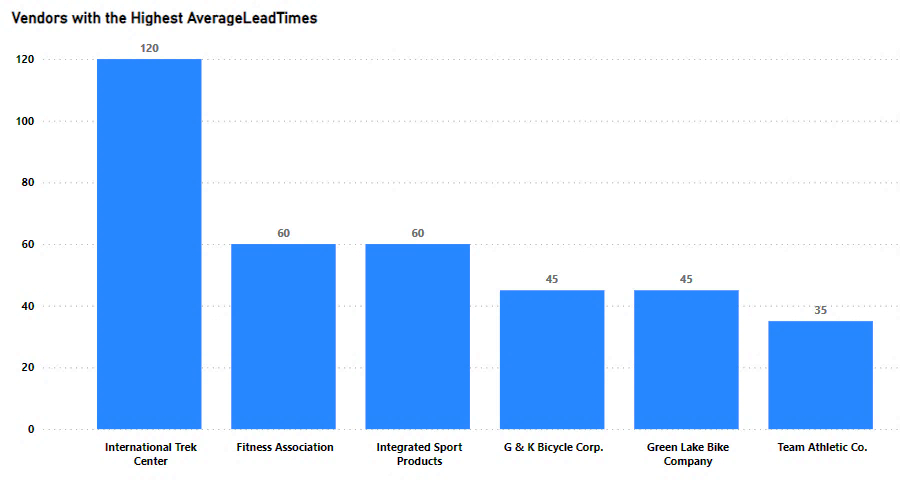 Vendors with the Highest AverageLeadTimes
120
120
100
80
60
60
60
45
45
40
35
20
0
International Trek
Center
Fitness Association
Integrated Sport
Products
G & K Bicycle Corp.
Green Lake Bike
Company
Team Athletic Co.